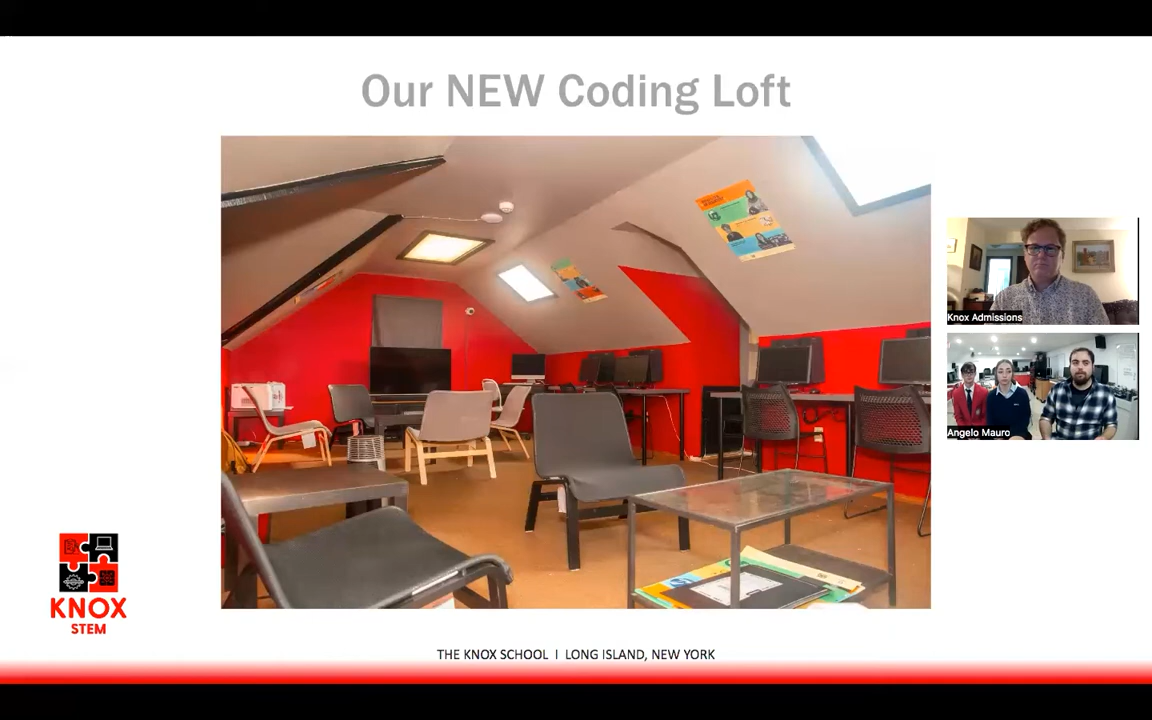 Our NEW Coding Loft
Knox Admissions
Angelo Mauro
KNOX
STEM
THE KNOX SCHOOL I LONG ISLAND, NEW YORK